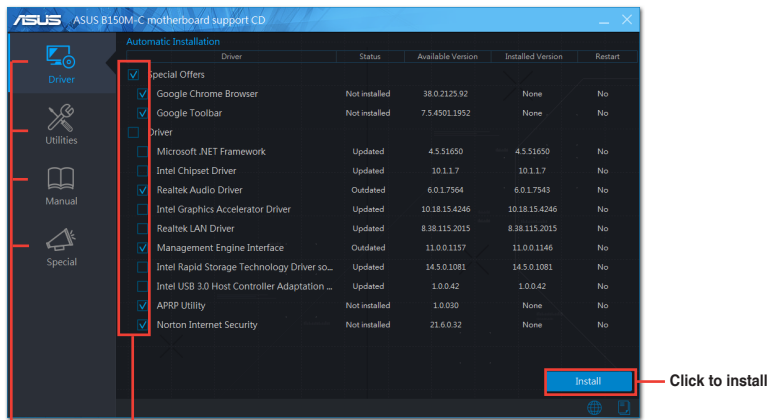 ASUS ASUS B150M-C motherboard support CD
Automatic Installation
Driver Status Available Version Installed Version Restart
Special Offers
Google Chrome Browser Not installed 38.0.2125.92 None No
Google Toolbar Not installed 7.5.4501.1952 None No
Driver
Microsoft .NET Framework Updated 4.5.51650 4.5.51650 No
Intel Chipset Driver Updated 10.1.1.7 10.1.1.7 No
Realtek Audio Driver Outdated 6.0.1.7564 6.0.1.7543 No
Intel Graphics Accelerator Driver Updated 10.18.15.4246 10.18.15.4246 No
Realtek LAN Driver Updated 8.38.115.2015 8.38.115.2015 No
Management Engine Interface Outdated 11.0.0.1157 11.0.0.1146 No
Intel Rapid Storage Technology Driver so... Updated 14.5.0.1081 14.5.0.1081 No
Intel USB 3.0 Host Controller Adaptation ... Updated 1.0.0.42 1.0.0.42 No
APRP Utility Not installed 1.0.030 None No
Norton Internet Security Not installed 21.6.0.32 None No
Driver
Utilities
Manual
Special
Install
Click to install